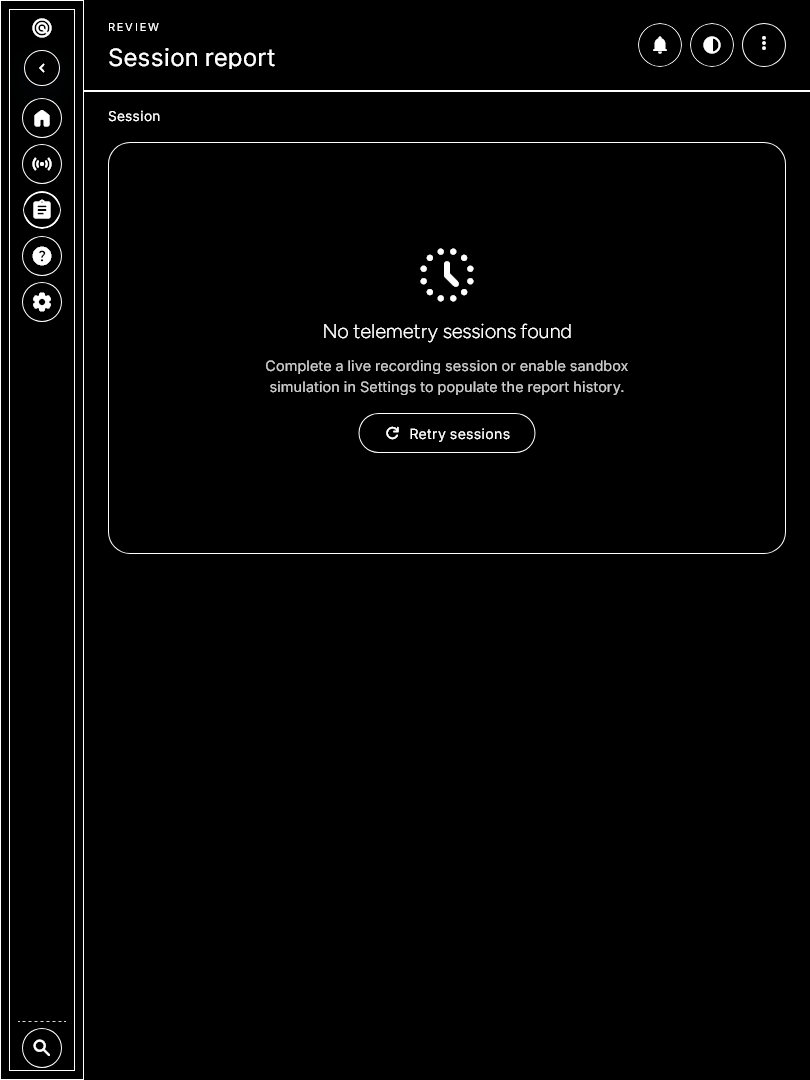 REVIEW
Session report
Session
No telemetry sessions found
Complete a live recording session or enable sandbox
simulation in Settings to populate the report history.
Retry sessions